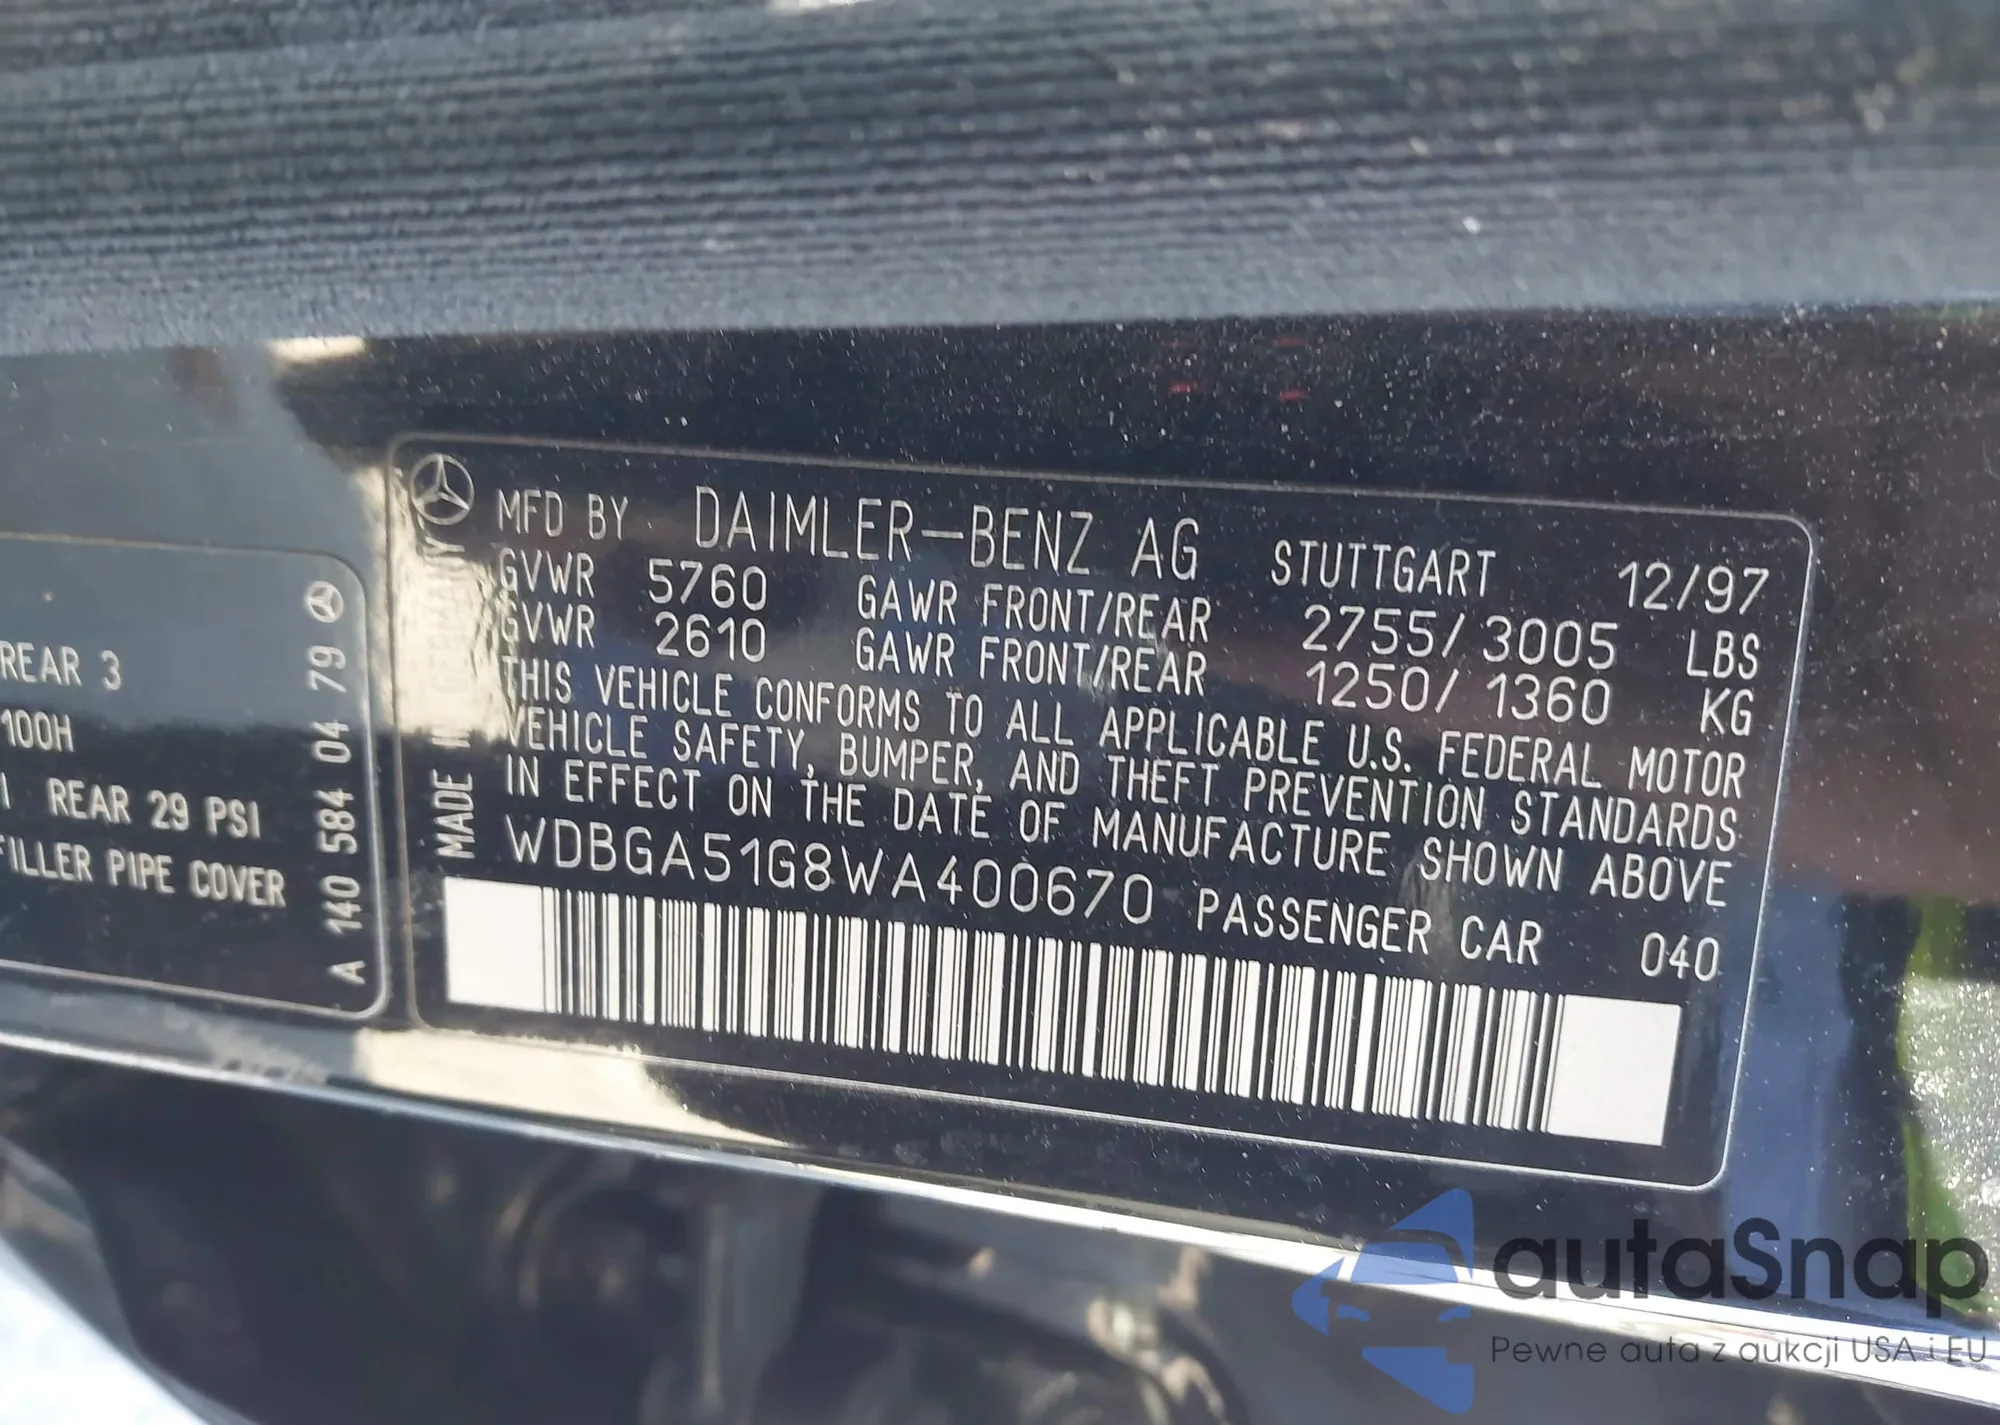 REAR 3
100H
REAR 29 PSI
FILLER PIPE COVER
A 140 584 04 79
MFD BY DAIMLER-BENZ AG STUTTGART 12/97
GVWR 5760 GAWR FRONT/REAR 2755/3005 LBS
GVWR 2610 GAWR FRONT/REAR 1250/1360 KG
THIS VEHICLE CONFORMS TO ALL APPLICABLE U.S. FEDERAL MOTOR
VEHICLE SAFETY, BUMPER, AND THEFT PREVENTION STANDARDS
IN EFFECT ON THE DATE OF MANUFACTURE SHOWN ABOVE
WDBGA51G8WA400670 PASSENGER CAR 040
MADE IN GERMANY
autaSnap
Pewne auta z aukcji USA i EU